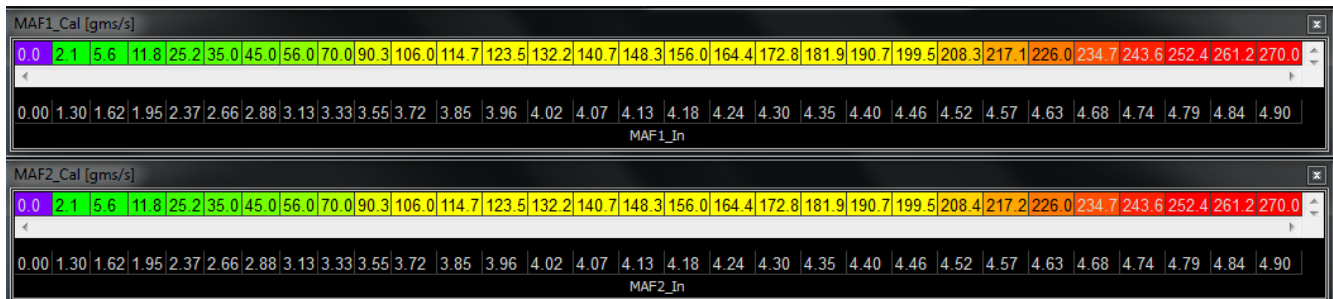 MAF1_Cal [gms/s]
0.0 2.1 5.6 11.8 25.2 35.0 45.0 56.0 70.0 90.3 106.0 114.7 123.5 132.2 140.7 148.3 156.0 164.4 172.8 181.9 190.7 199.5 208.3 217.1 226.0 234.7 243.6 252.4 261.2 270.0
0.00 1.30 1.62 1.95 2.37 2.66 2.88 3.13 3.33 3.55 3.72 3.85 3.96 4.02 4.07 4.13 4.18 4.24 4.30 4.35 4.40 4.46 4.52 4.57 4.63 4.68 4.74 4.79 4.84 4.90
MAF1_In
MAF2_Cal [gms/s]
0.0 2.1 5.6 11.8 25.2 35.0 45.0 56.0 70.0 90.3 106.0 114.7 123.5 132.2 140.7 148.3 156.0 164.4 172.8 181.9 190.7 199.5 208.4 217.2 226.0 234.7 243.6 252.4 261.2 270.0
0.00 1.30 1.62 1.95 2.37 2.66 2.88 3.13 3.33 3.55 3.72 3.85 3.96 4.02 4.07 4.13 4.18 4.24 4.30 4.35 4.40 4.46 4.52 4.57 4.63 4.68 4.74 4.79 4.84 4.90
MAF2_In